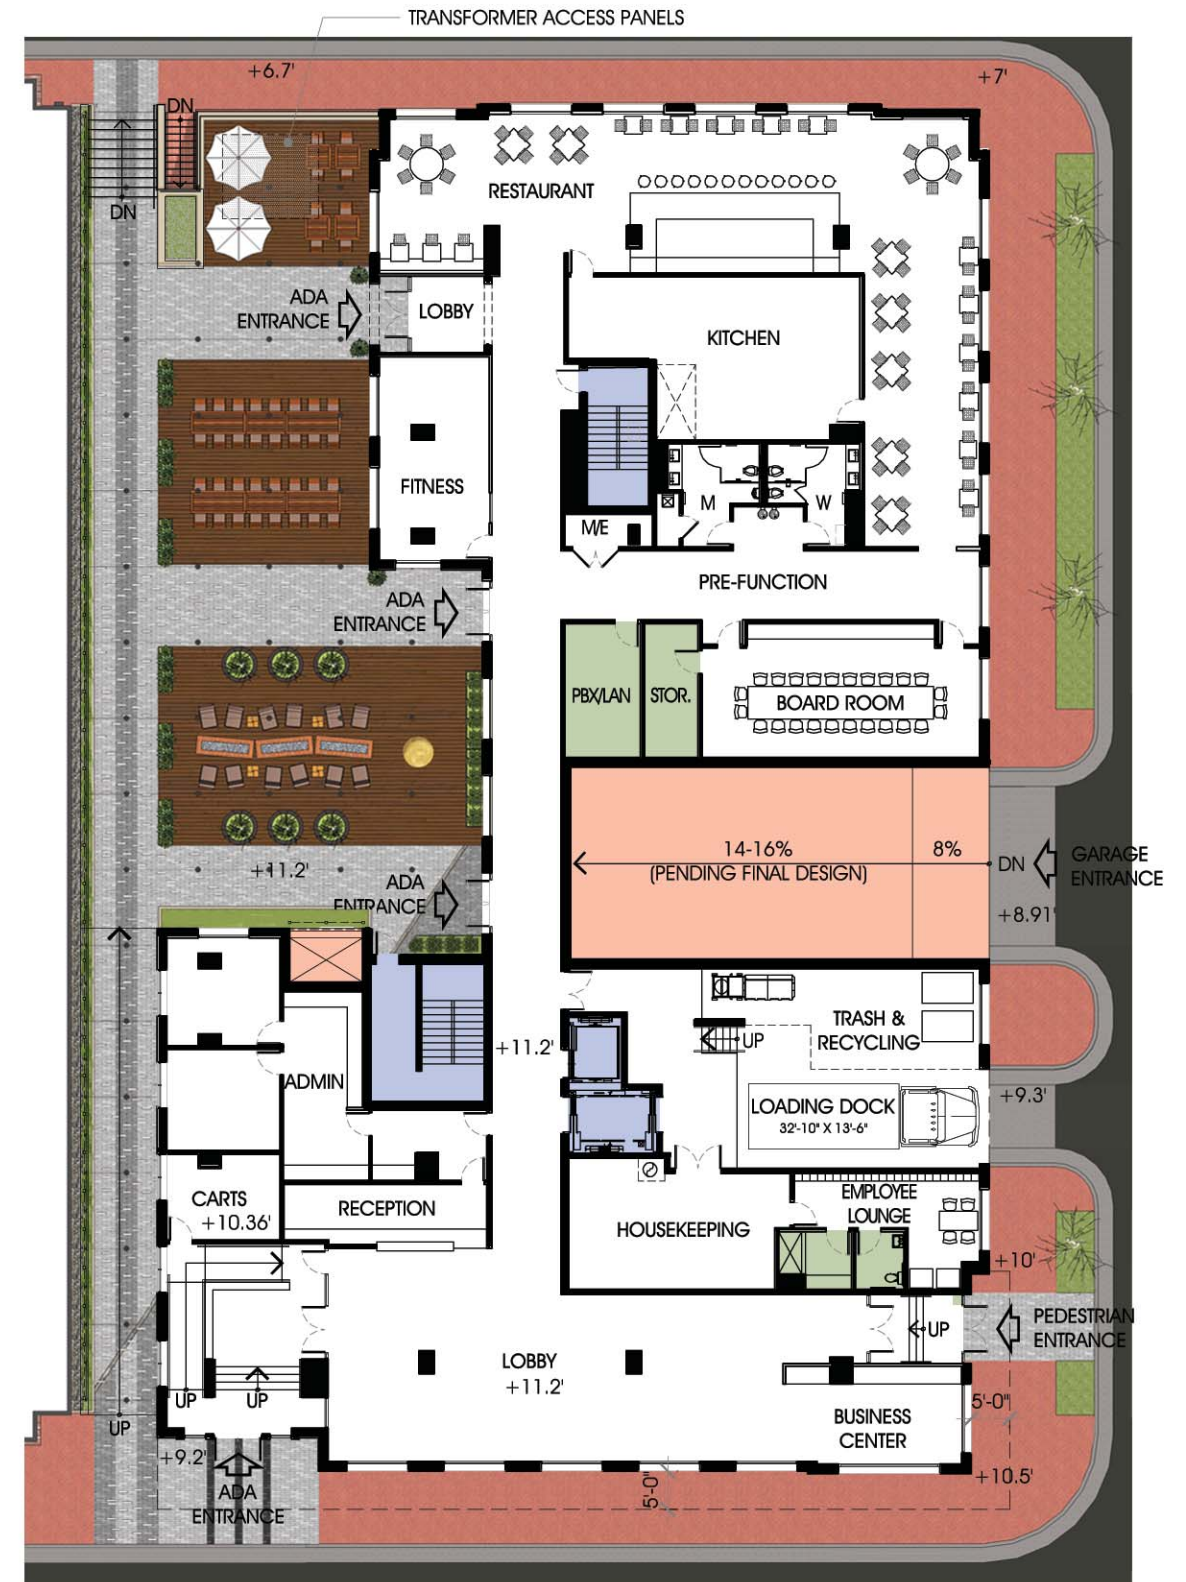 TRANSFORMER ACCESS PANELS
+6.7'
+7'
DN
DN
RESTAURANT
ADA
ENTRANCE
LOBBY
KITCHEN
FITNESS
M
W
M/E
PRE-FUNCTION
ADA
ENTRANCE
PBX/LAN
STOR.
BOARD ROOM
14-16%
(PENDING FINAL DESIGN)
8%
DN
GARAGE
ENTRANCE
+11.2'
ADA
ENTRANCE
+8.91'
+11.2'
TRASH &
RECYCLING
UP
ADMIN
LOADING DOCK
32'-10" X 13'-6"
+9.3'
CARTS
+10.36'
RECEPTION
HOUSEKEEPING
EMPLOYEE
LOUNGE
+10'
UP
PEDESTRIAN
ENTRANCE
LOBBY
+11.2'
UP
UP
UP
BUSINESS
CENTER
5'-0"
+9.2'
ADA
ENTRANCE
5'-0"
+10.5'